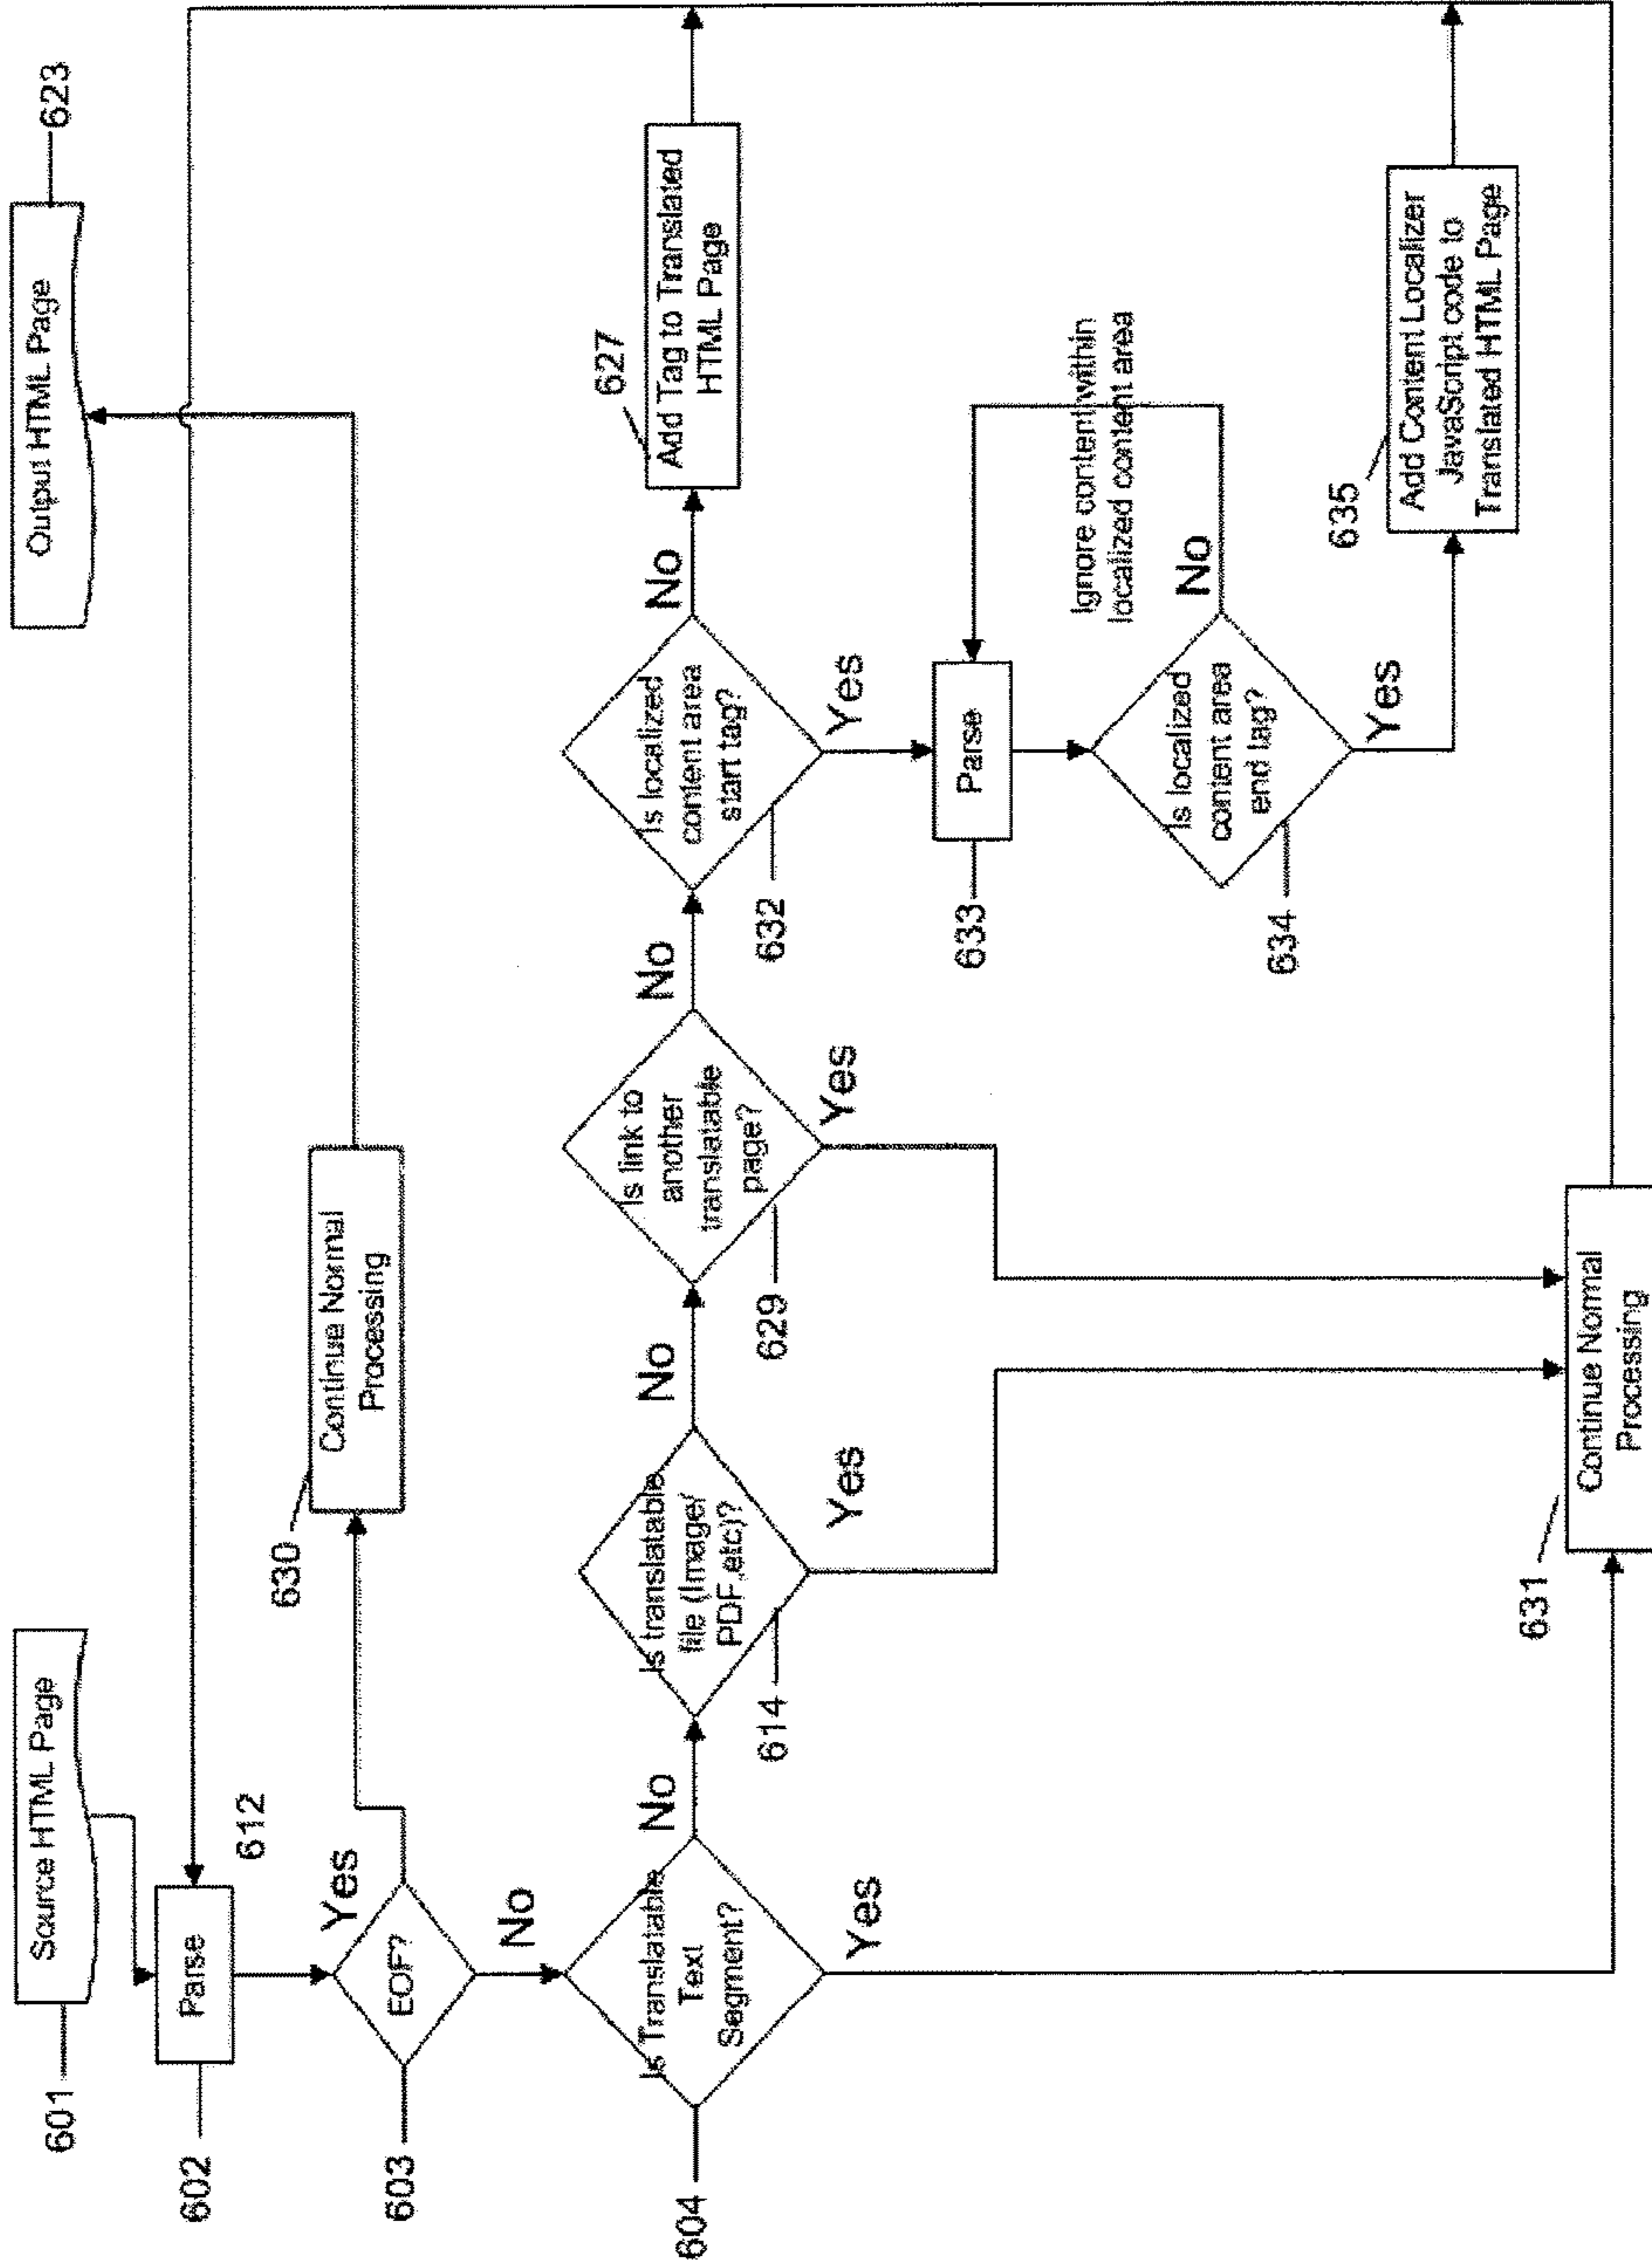 601
Source HTML Page
Output HTML Page
623
602
Parse
612
603
EOF?
Yes
No
630
Continue Normal
Processing
604
Is Translatable
Text
Segment?
No
Yes
614
Is translatable
file (Image/
PDF,etc)?
No
Yes
629
Is link to
another
translatable
page?
No
Yes
632
Is localized
content area
start tag?
No
Yes
627
Add Tag to Translated
HTML Page
633
Parse
Ignore content within
localized content area
634
Is localized
content area
end tag?
No
Yes
635
Add Content Localizer
JavaScript code to
Translated HTML Page
631
Continue Normal
Processing